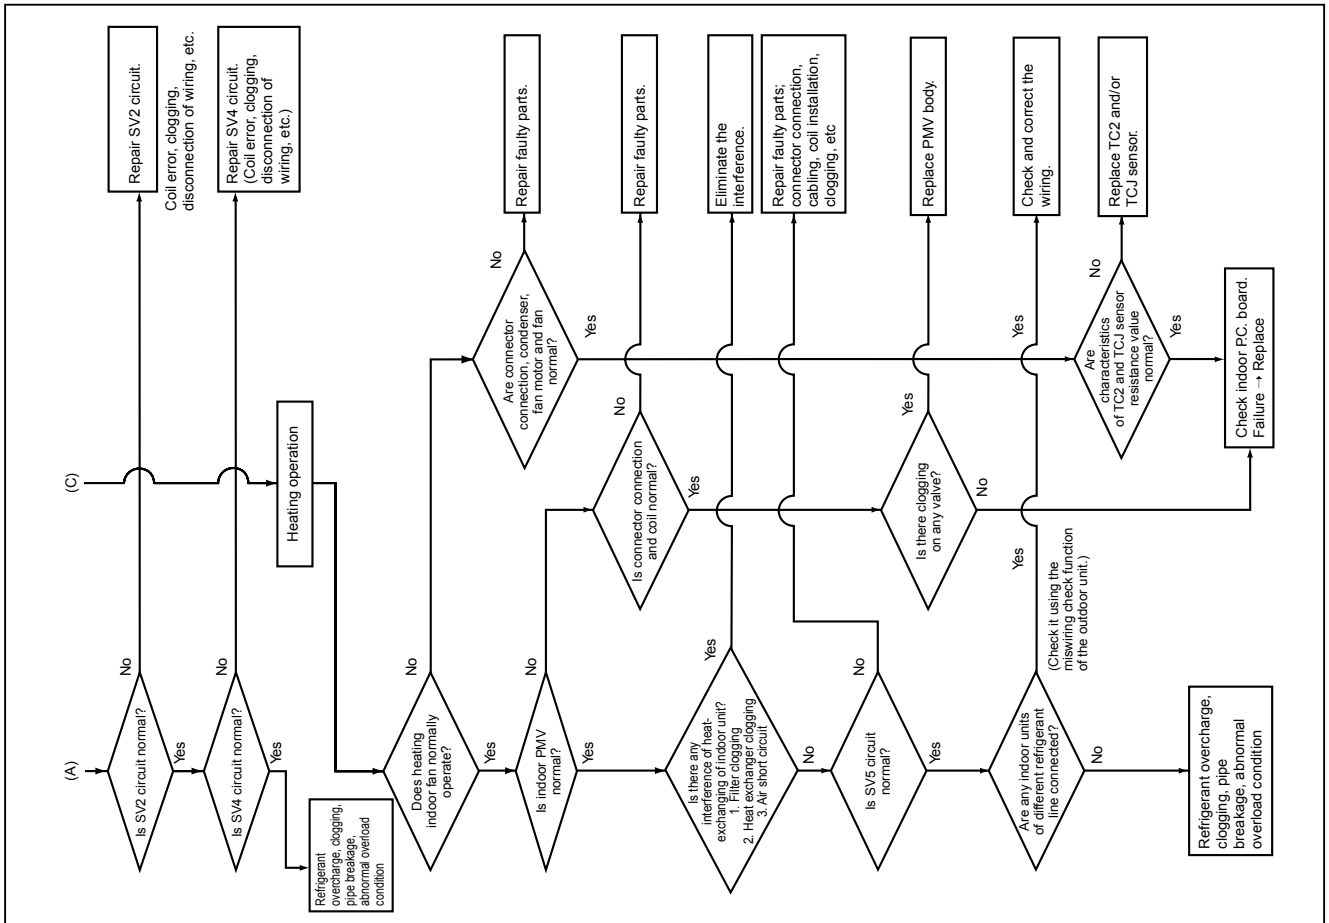 (A)
Is SV2 circuit normal?
No
Repair SV2 circuit.
Coil error, clogging,
disconnection of wiring, etc.
Yes
Is SV4 circuit normal?
No
Repair SV4 circuit.
(Coil error, clogging,
disconnection of
wiring, etc.)
Yes
Refrigerant
overcharge, clogging,
pipe breakage,
abnormal overload
condition
(C)
Heating operation
Does heating
indoor fan normally
operate?
No
Are connector
connection, condenser,
fan motor and fan
normal?
No
Repair faulty parts.
Yes
Yes
Is indoor PMV
normal?
No
Is connector connection
and coil normal?
No
Repair faulty parts.
Yes
Yes
Is there any
interference of heat-
exchanging of indoor unit?
1. Filter clogging
2. Heat exchanger clogging
3. Air short circuit
Yes
Eliminate the
interference.
No
Is SV5 circuit
normal?
No
Repair faulty parts;
connector connection,
cabling, coil installation,
clogging, etc
Yes
Is there clogging
on any valve?
Yes
Replace PMV body.
No
Are any indoor units
of different refrigerant
line connected?
Yes
(Check it using the
miswiring check function
of the outdoor unit.)
Yes
Check and correct the
wiring.
No
Are
characteristics
of TC2 and TCJ sensor
resistance value
normal?
No
Replace TC2 and/or
TCJ sensor.
Yes
Check indoor P.C. board.
Failure → Replace
Refrigerant overcharge,
clogging, pipe
breakage, abnormal
overload condition